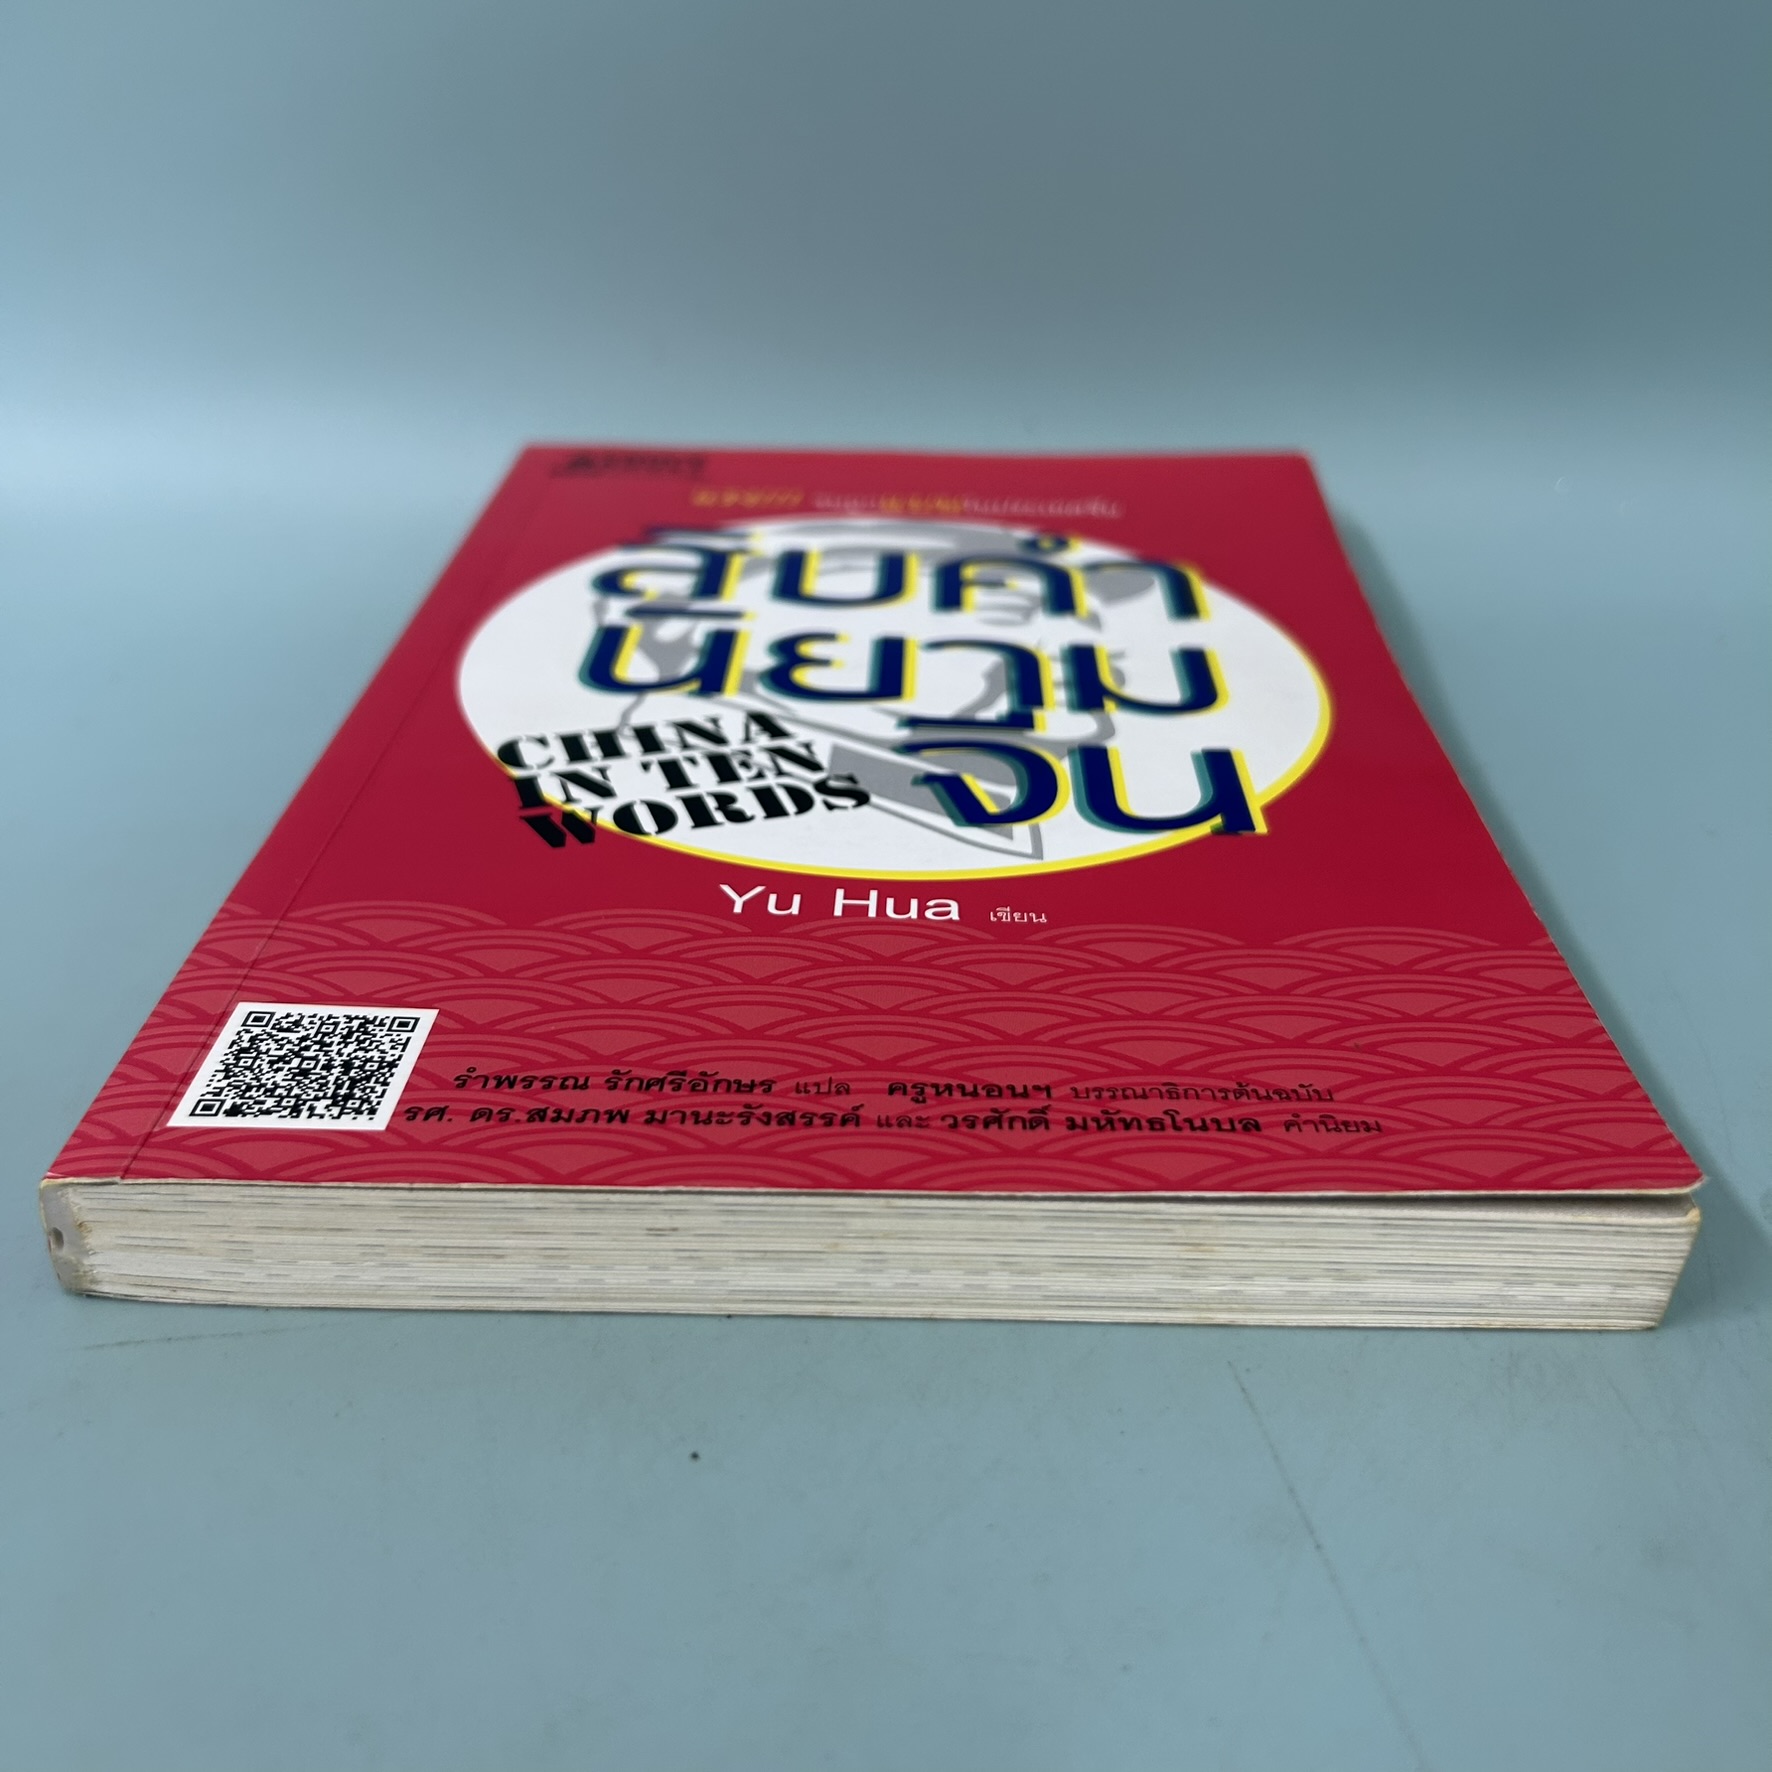 สิบคำ
นิยาม
จีน
CHINA
IN TEN
WORDS
Yu Hua เขียน
รำพรรณ รักศรีอักษร แปล ครูหนอนฯ บรรณาธิการต้นฉบับ
รศ. ดร.สมภพ มานะรังสรรค์ และ วรศักดิ์ มหัทธโนบล คำนิยม